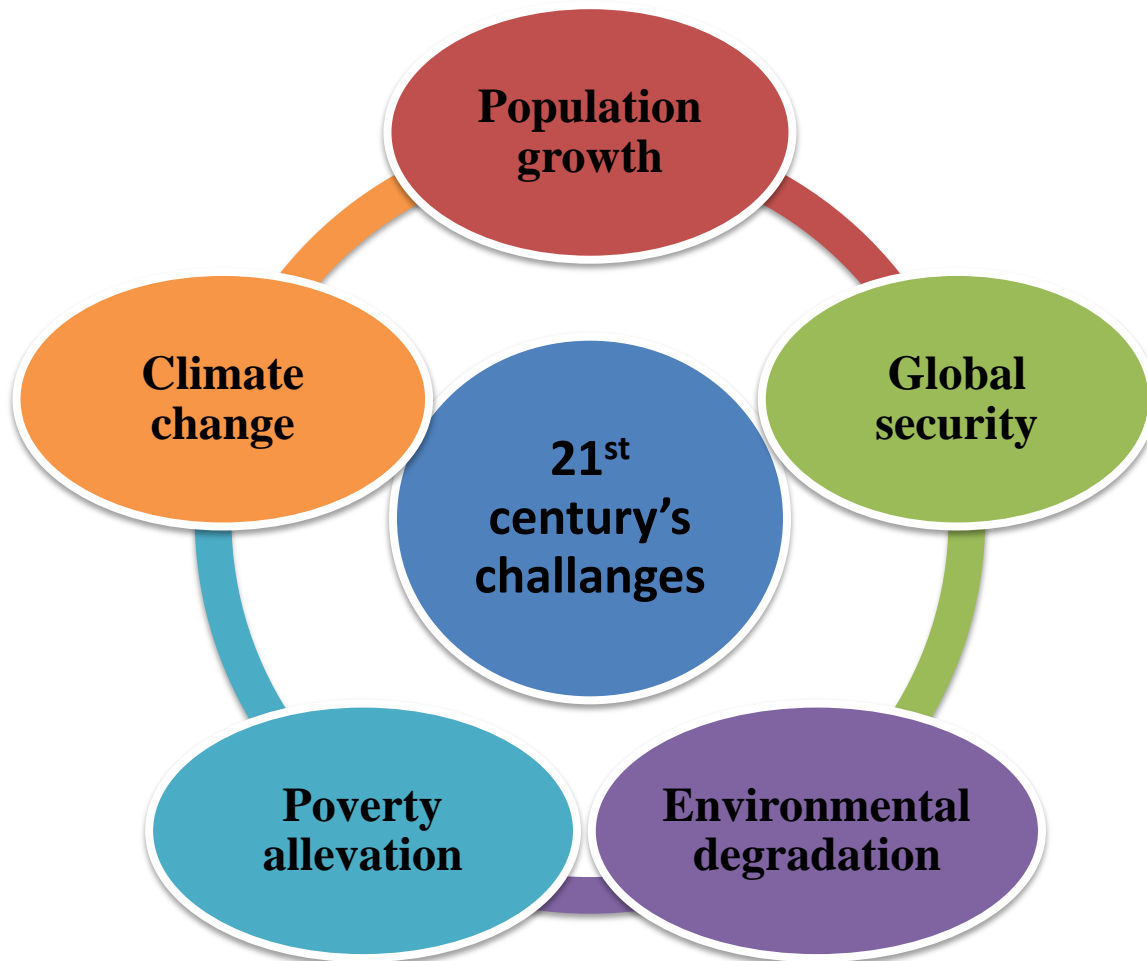 Population
growth
Climate
change
Global
security
21st
century’s
challanges
Poverty
allevation
Environmental
degradation